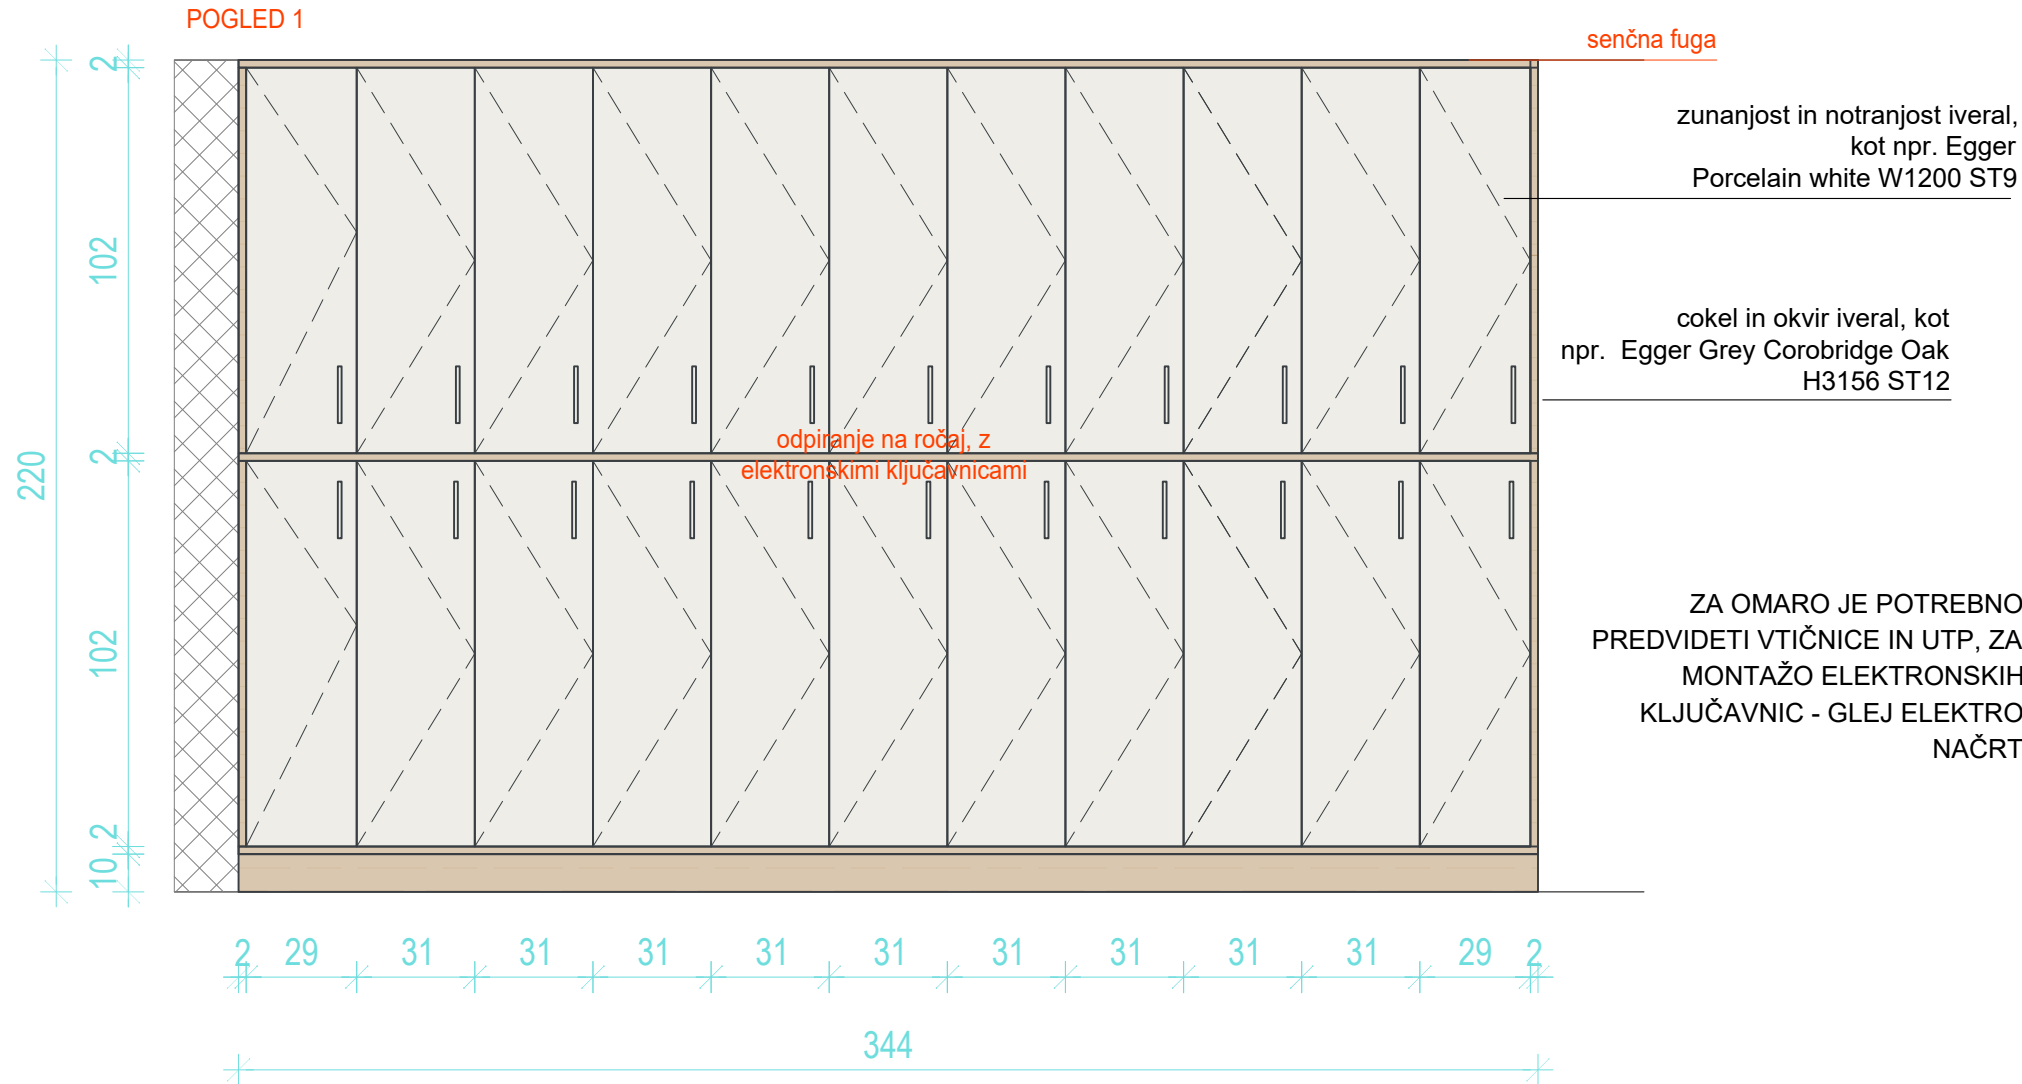 POGLED 1
senčna fuga
zunanjost in notranjost iveral,
kot npr. Egger
Porcelain white W1200 ST9
cokel in okvir iveral, kot
npr. Egger Grey Corobridge Oak
H3156 ST12
odpiranje na ročaj, z
elektronskimi ključavnicami
ZA OMARO JE POTREBNO
PREDVIDETI VTIČNICE IN UTP, ZA
MONTAŽO ELEKTRONSKIH
KLJUČAVNIC - GLEJ ELEKTRO
NAČRT
220
2
102
2
102
2
10
2 29 31 31 31 31 31 31 31 31 31 29 2
344